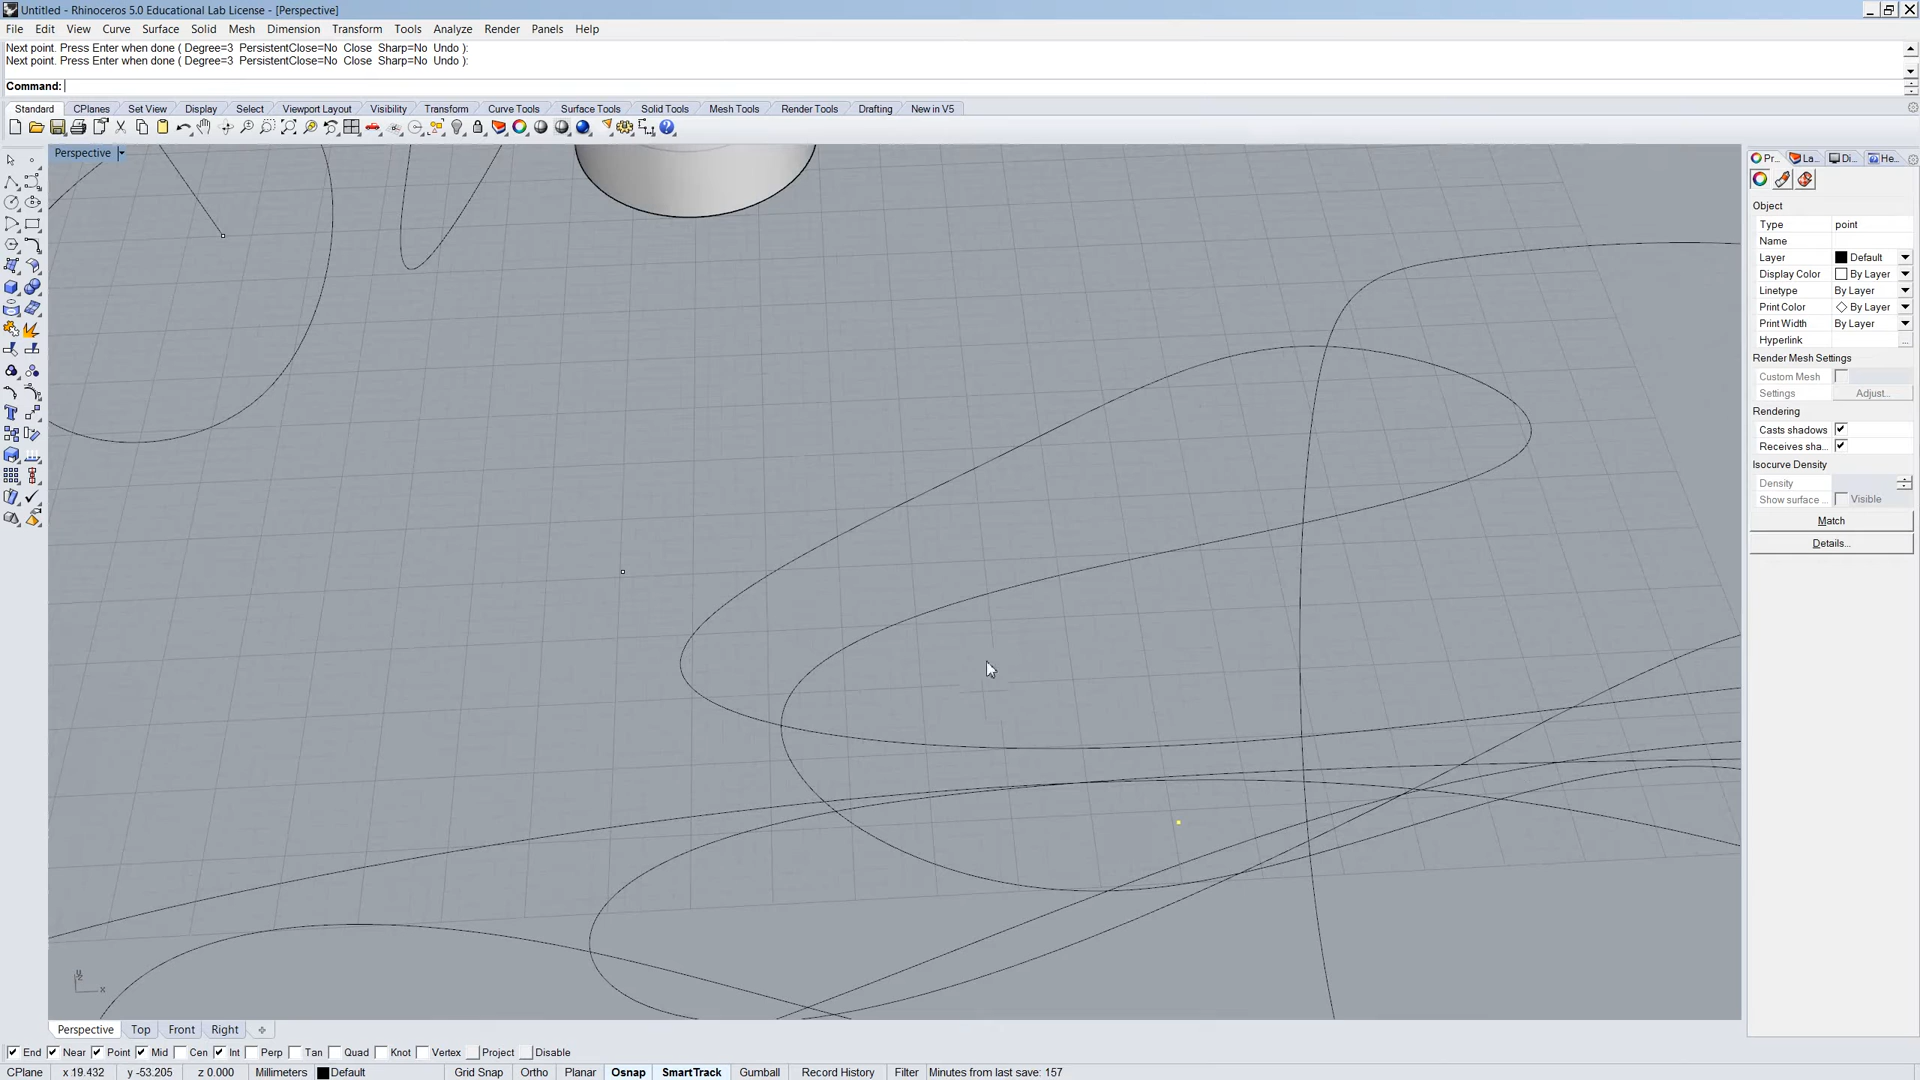 Untitled - Rhinoceros 5.0 Educational Lab License - [Perspective]
File Edit View Curve Surface Solid Mesh Dimension Transform Tools Analyze Render Panels Help
Next point. Press Enter when done ( Degree=3 PersistentClose=No Close Sharp=No Undo ):
Next point. Press Enter when done ( Degree=3 PersistentClose=No Close Sharp=No Undo ):
Command:
Standard CPlanes Set View Display Select Viewport Layout Visibility Transform Curve Tools Surface Tools Solid Tools Mesh Tools Render Tools Drafting New in V5
Perspective
Pr... La... Di... He...
Object
Type point
Name
Layer Default
Display Color By Layer
Linetype By Layer
Print Color By Layer
Print Width By Layer
Hyperlink ...
Render Mesh Settings
Custom Mesh
Settings Adjust...
Rendering
Casts shadows
Receives sha...
Isocurve Density
Density
Show surface ... Visible
Match
Details...
y x
Perspective Top Front Right
End Near Point Mid Cen Int Perp Tan Quad Knot Vertex Project Disable
CPlane x 19.432 y -53.205 z 0.000 Millimeters Default Grid Snap Ortho Planar Osnap SmartTrack Gumball Record History Filter Minutes from last save: 157